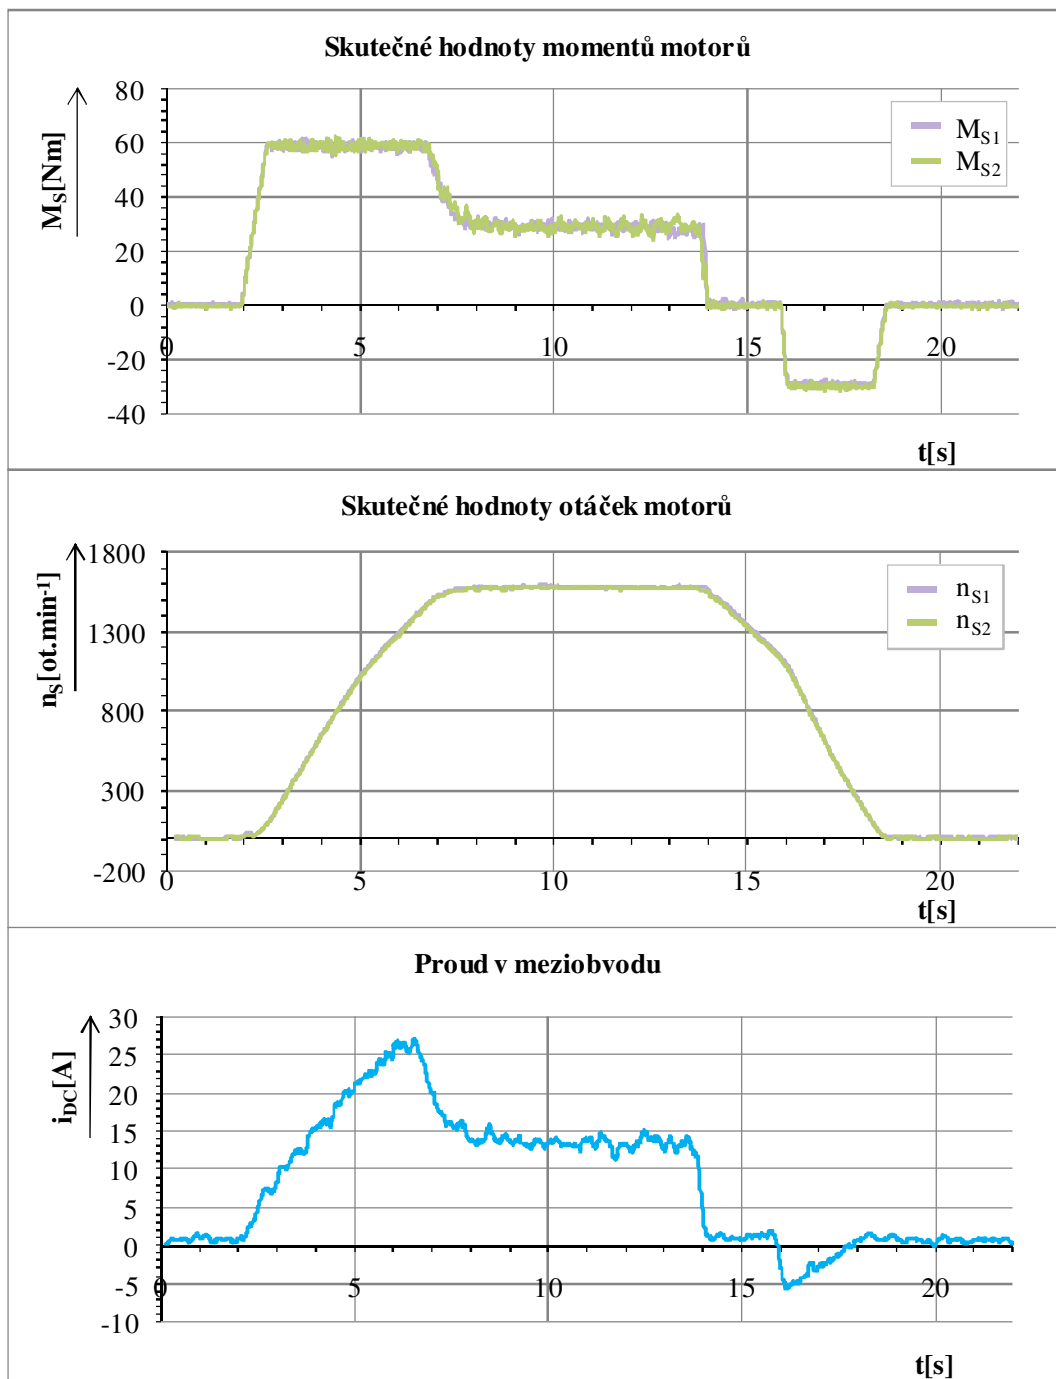 Skutečné hodnoty momentů motorů
M_S[Nm]
80
60
40
20
0
-20
-40
0 5 10 15 20
t[s]
M_S1
M_S2
Skutečné hodnoty otáček motorů
n_S[ot.min⁻¹]
1800
1300
800
300
-200
0 5 10 15 20
t[s]
n_S1
n_S2
Proud v meziobvodu
i_DC[A]
30
25
20
15
10
5
0
-5
-10
0 5 10 15 20
t[s]